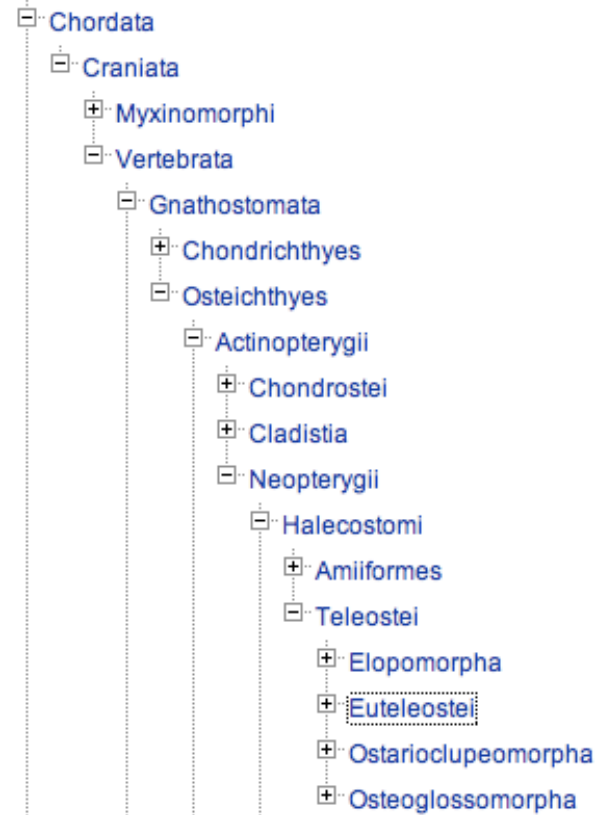 Chordata
Craniata
Myxinomorphi
Vertebrata
Gnathostomata
Chondrichthyes
Osteichthyes
Actinopterygii
Chondrostei
Cladistia
Neopterygii
Halecostomi
Amiiformes
Teleostei
Elopomorpha
Euteleostei
Ostarioclupeomorpha
Osteoglossomorpha